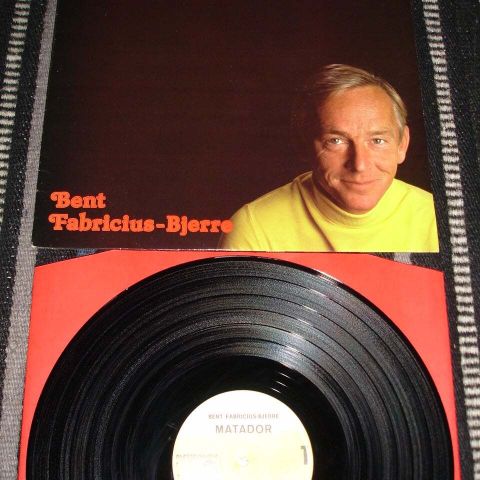 Bent
Fabricius-Bjerre
BENT FABRICIUS-BJERRE
MATADOR
1